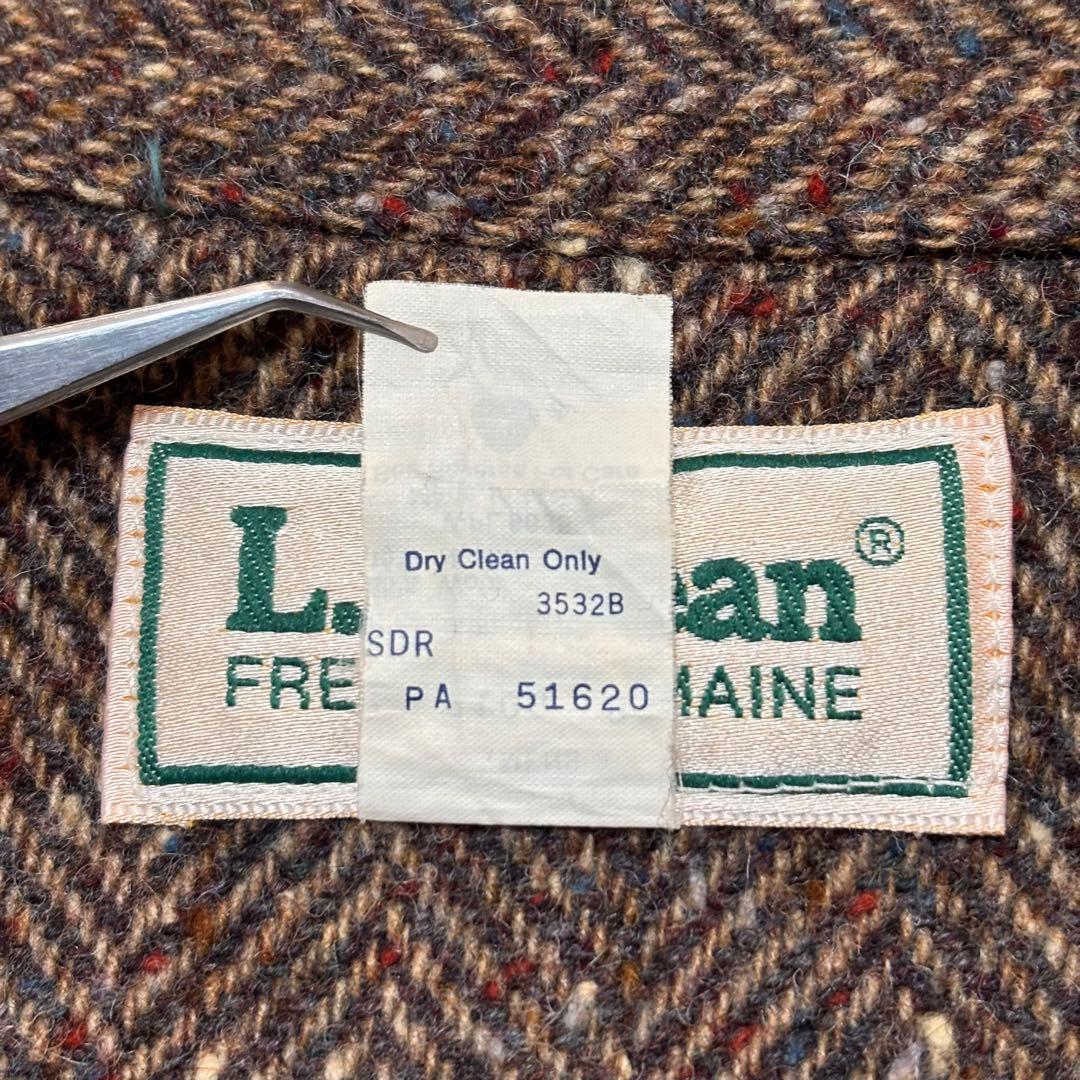 L. ean®
FRE MAINE
Dry Clean Only
3532B
SDR
PA 51620